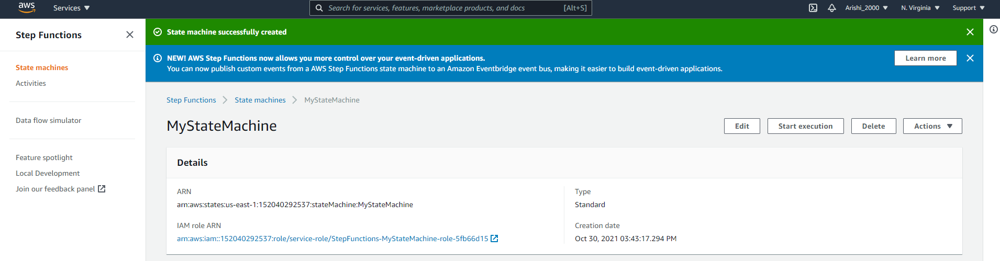 aws Services Search for services, features, marketplace products, and docs [Alt+S] Arishi_2000 N. Virginia Support
Step Functions
State machines
Activities
Data flow simulator
Feature spotlight
Local Development
Join our feedback panel
State machine successfully created
NEW! AWS Step Functions now allows you more control over your event-driven applications.
You can now publish custom events from a AWS Step Functions state machine to an Amazon Eventbridge event bus, making it easier to build event-driven applications.
Learn more
Step Functions State machines MyStateMachine
MyStateMachine
Edit Start execution Delete Actions
Details
ARN
arn:aws:states:us-east-1:152040292537:stateMachine:MyStateMachine
IAM role ARN
arn:aws:iam::152040292537:role/service-role/StepFunctions-MyStateMachine-role-5fb66d15
Type
Standard
Creation date
Oct 30, 2021 03:43:17.294 PM